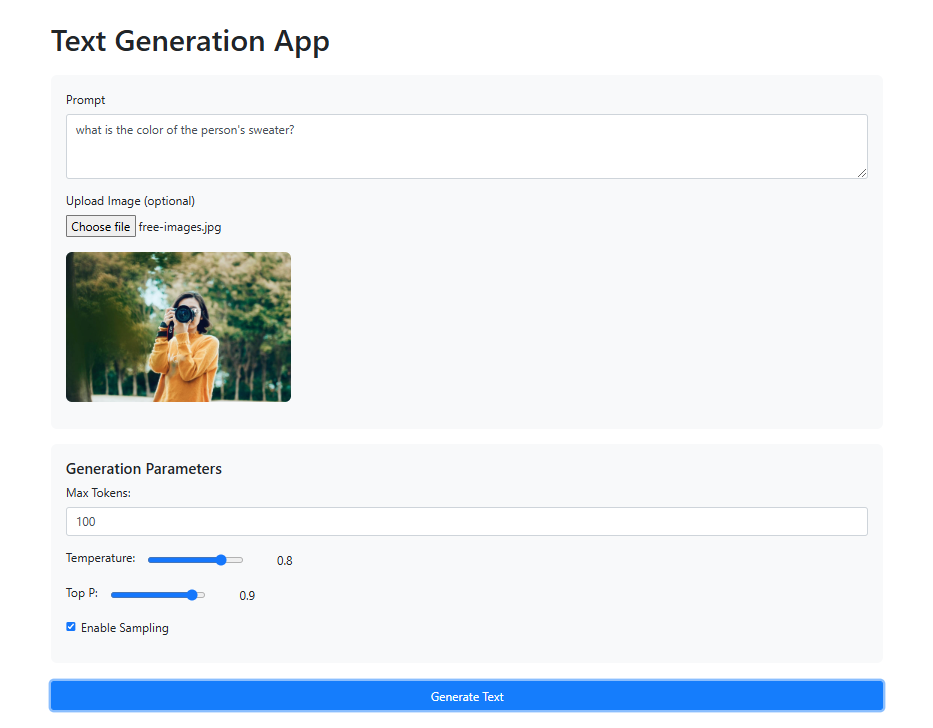 Text Generation App
Prompt
what is the color of the person's sweater?
Upload Image (optional)
Choose file free-images.jpg
Generation Parameters
Max Tokens:
100
Temperature: 0.8
Top P: 0.9
Enable Sampling
Generate Text